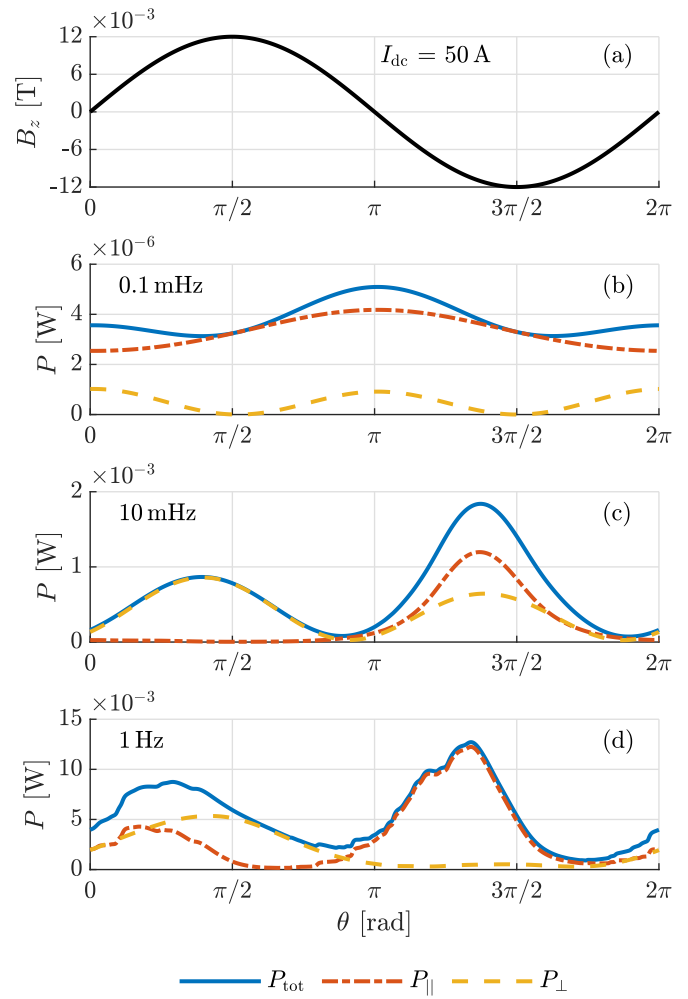 ×10⁻³
12
6
0
-6
-12
B_z [T]
I_dc = 50 A
(a)
0 π/2 π 3π/2 2π
×10⁻⁶
6
4
2
0
P [W]
0.1 mHz
(b)
0 π/2 π 3π/2 2π
×10⁻³
2
1
0
P [W]
10 mHz
(c)
0 π/2 π 3π/2 2π
×10⁻³
15
10
5
0
P [W]
1 Hz
(d)
0 π/2 π 3π/2 2π
θ [rad]
P_tot P_|| P_⊥